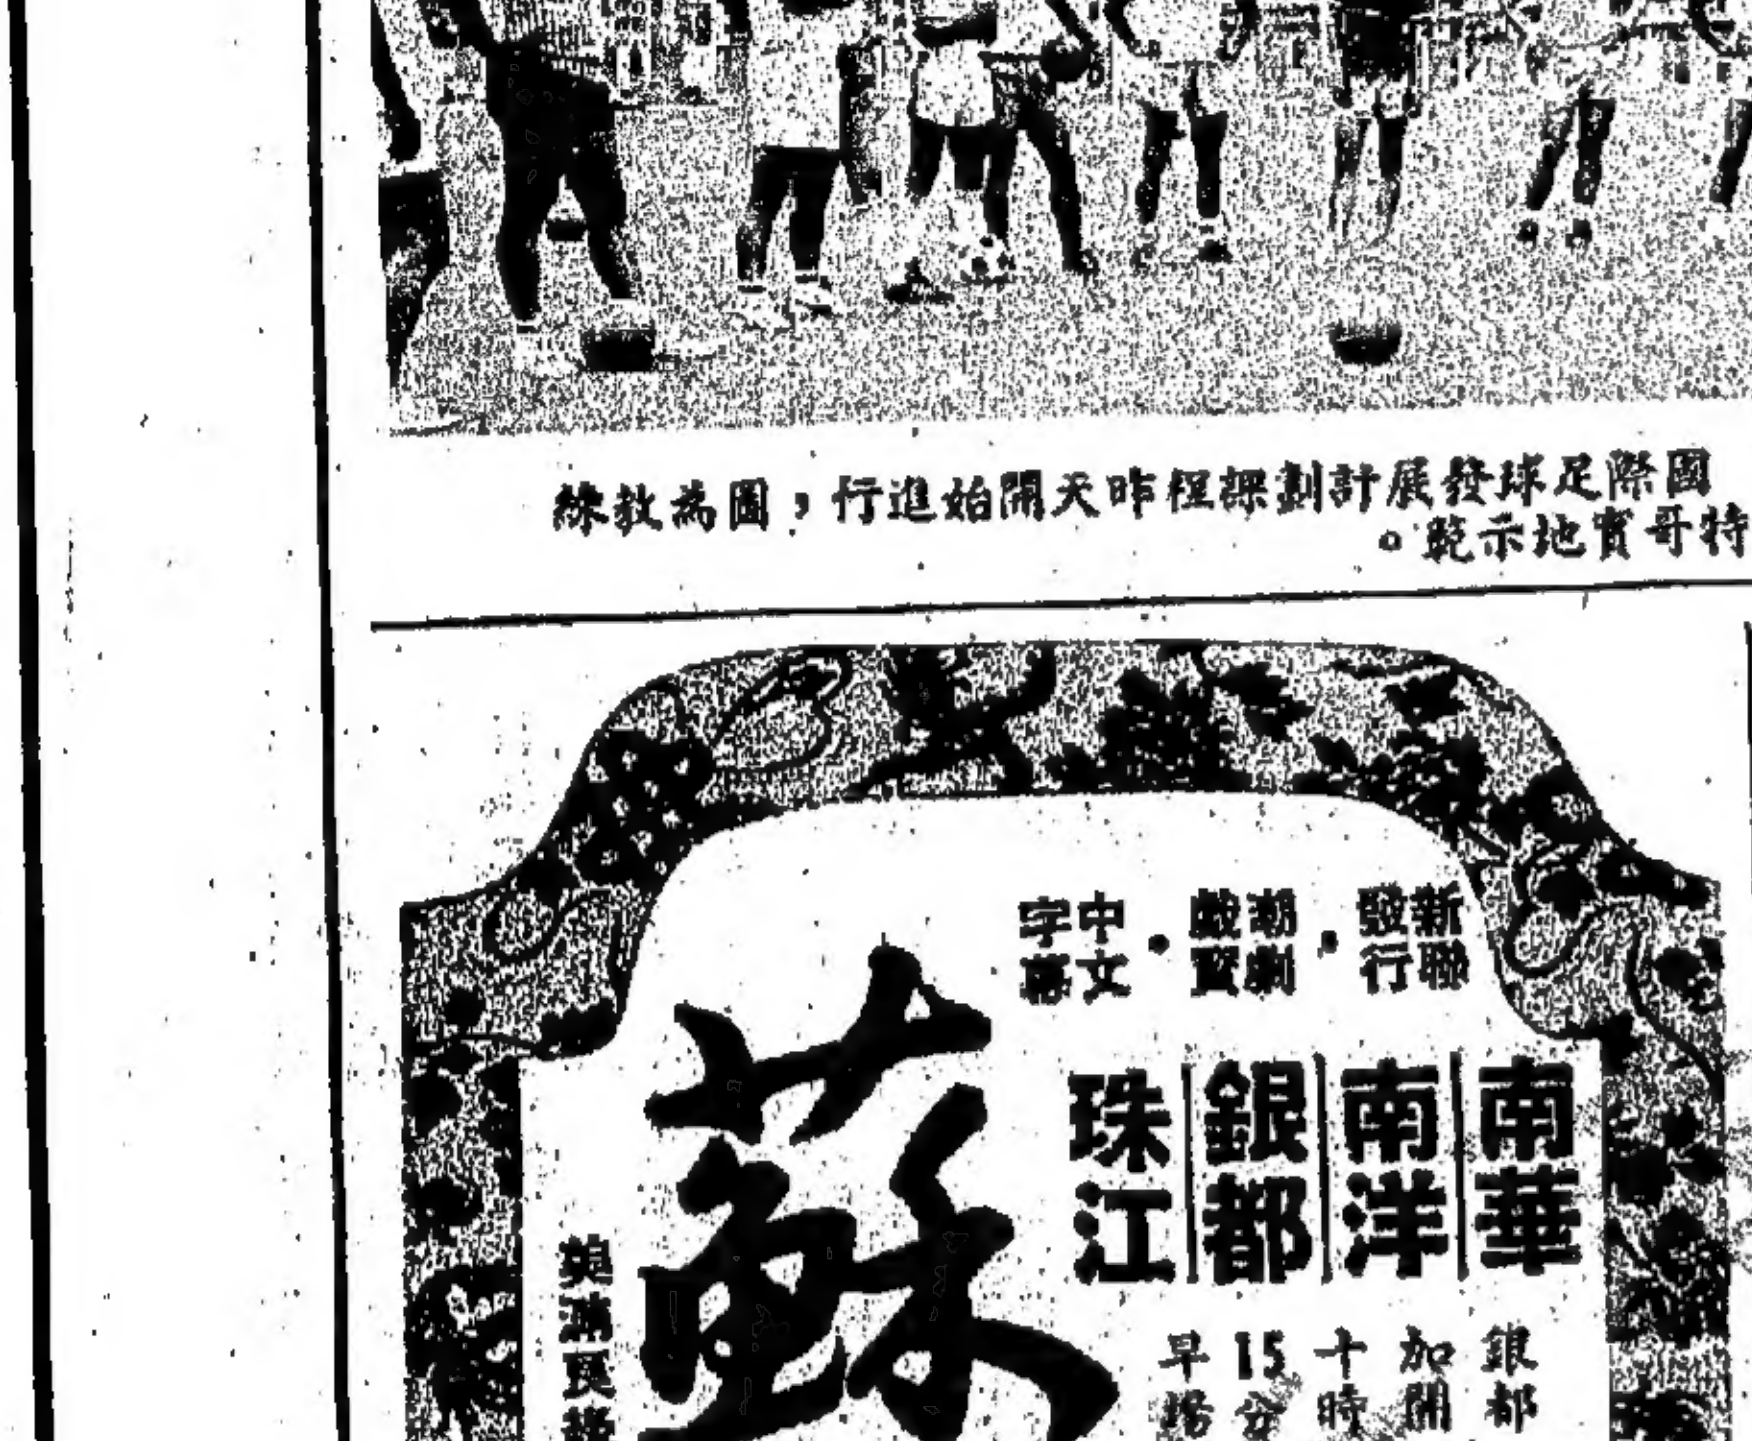 國際足球發展計劃課程昨天開始進行，圖為教練
特哥實地示範。
新聯
發行
·
潮劇
戲寶
·
中文
字幕
南華
南洋
銀都
珠江
銀都
加開
十時
15分
早場
蘇